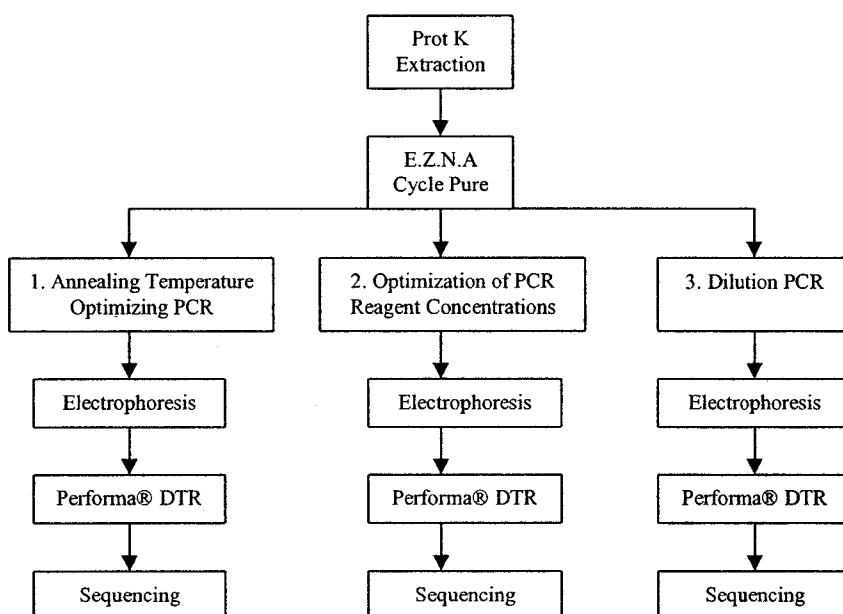 Prot K
Extraction
E.Z.N.A
Cycle Pure
1. Annealing Temperature
Optimizing PCR
2. Optimization of PCR
Reagent Concentrations
3. Dilution PCR
Electrophoresis
Electrophoresis
Electrophoresis
Performa® DTR
Performa® DTR
Performa® DTR
Sequencing
Sequencing
Sequencing